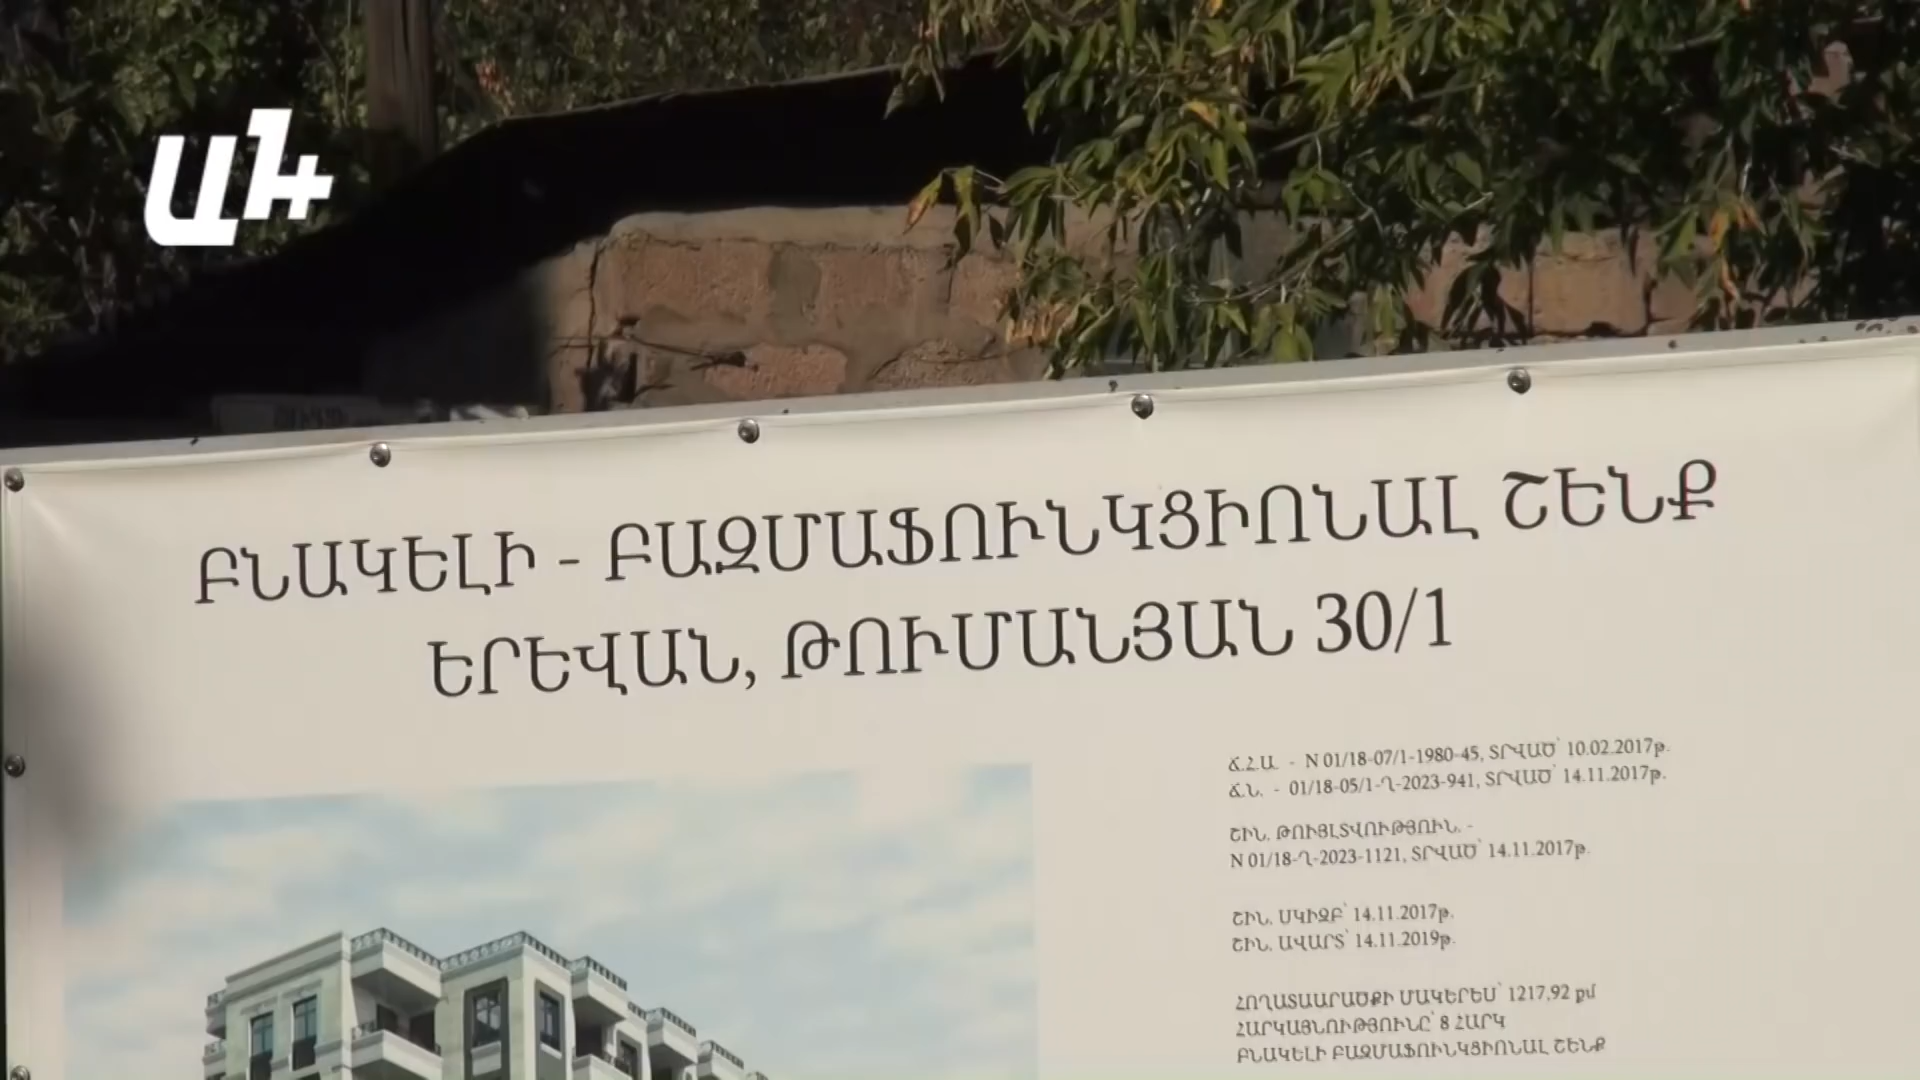 ԱԿ
ԲՆԱԿԵԼԻ - ԲԱԶՄԱՖՈՒՆԿՑԻՈՆԱԼ ՇԵՆՔ
ԵՐԵՎԱՆ, ԹՈՒՄԱՆՅԱՆ 30/1
Ճ.Հ.Ա. - N 01/18-07/1-1980-45, ՏՐՎԱԾ՝ 10.02.2017թ.
Ճ.Ն. - 01/18-05/1-Ղ-2023-941, ՏՐՎԱԾ՝ 14.11.2017թ.
ՇԻՆ. ԹՈՒՅԼՏՎՈՒԹՅՈՒՆ. -
N 01/18-Ղ-2023-1121, ՏՐՎԱԾ՝ 14.11.2017թ.
ՇԻՆ. ՍԿԻԶԲ՝ 14.11.2017թ.
ՇԻՆ. ԱՎԱՐՏ՝ 14.11.2019թ.
ՀՈՂԱՏԱԱՐԱԾՔԻ ՄԱԿԵՐԵՍ՝ 1217,92 քմ
ՀԱՐԿԱՅՆՈՒԹՅՈՒՆԸ՝ 8 ՀԱՐԿ
ԲՆԱԿԵԼԻ ԲԱԶՄԱՖՈՒՆԿՑԻՈՆԱԼ ՇԵՆՔ